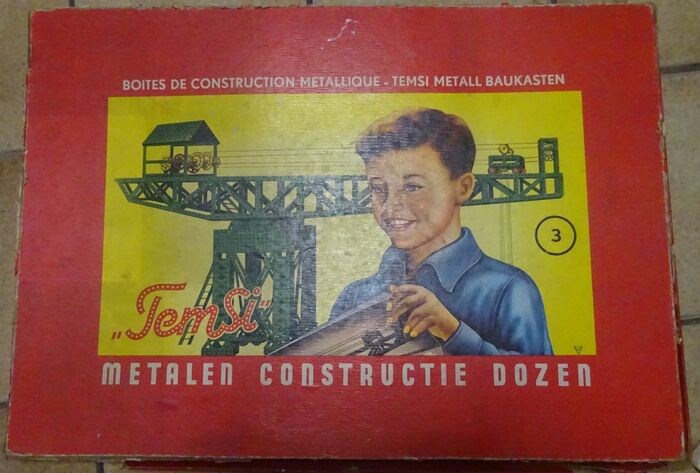 BOITES DE CONSTRUCTION METALLIQUE - TEMSI METALL BAUKASTEN
3
„TemSi"
METALEN CONSTRUCTIE DOZEN